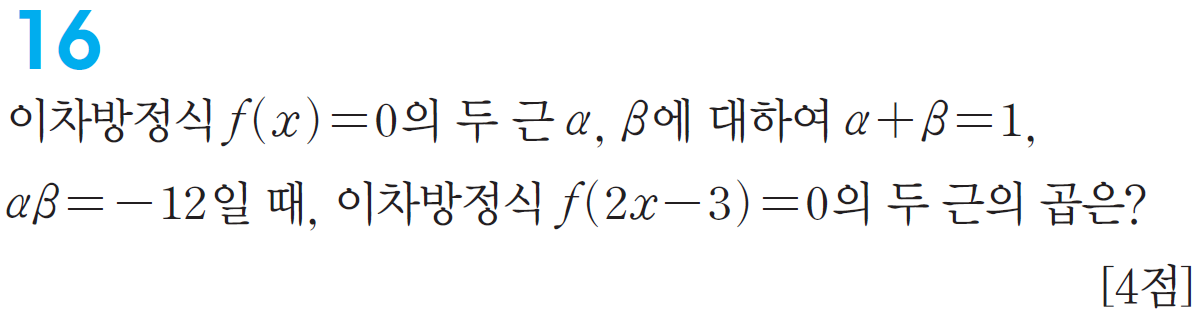 16
이차방정식 f(x)=0의 두 근 α, β에 대하여 α+β=1,
αβ=-12일 때, 이차방정식 f(2x-3)=0의 두 근의 곱은?
[4점]